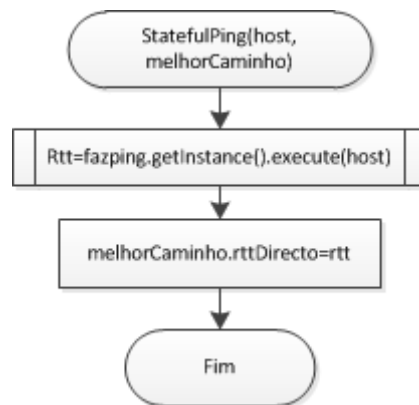 StatefulPing(host,
melhorCaminho)
Rtt=fazping.getInstance().execute(host)
melhorCaminho.rttDirecto=rtt
Fim